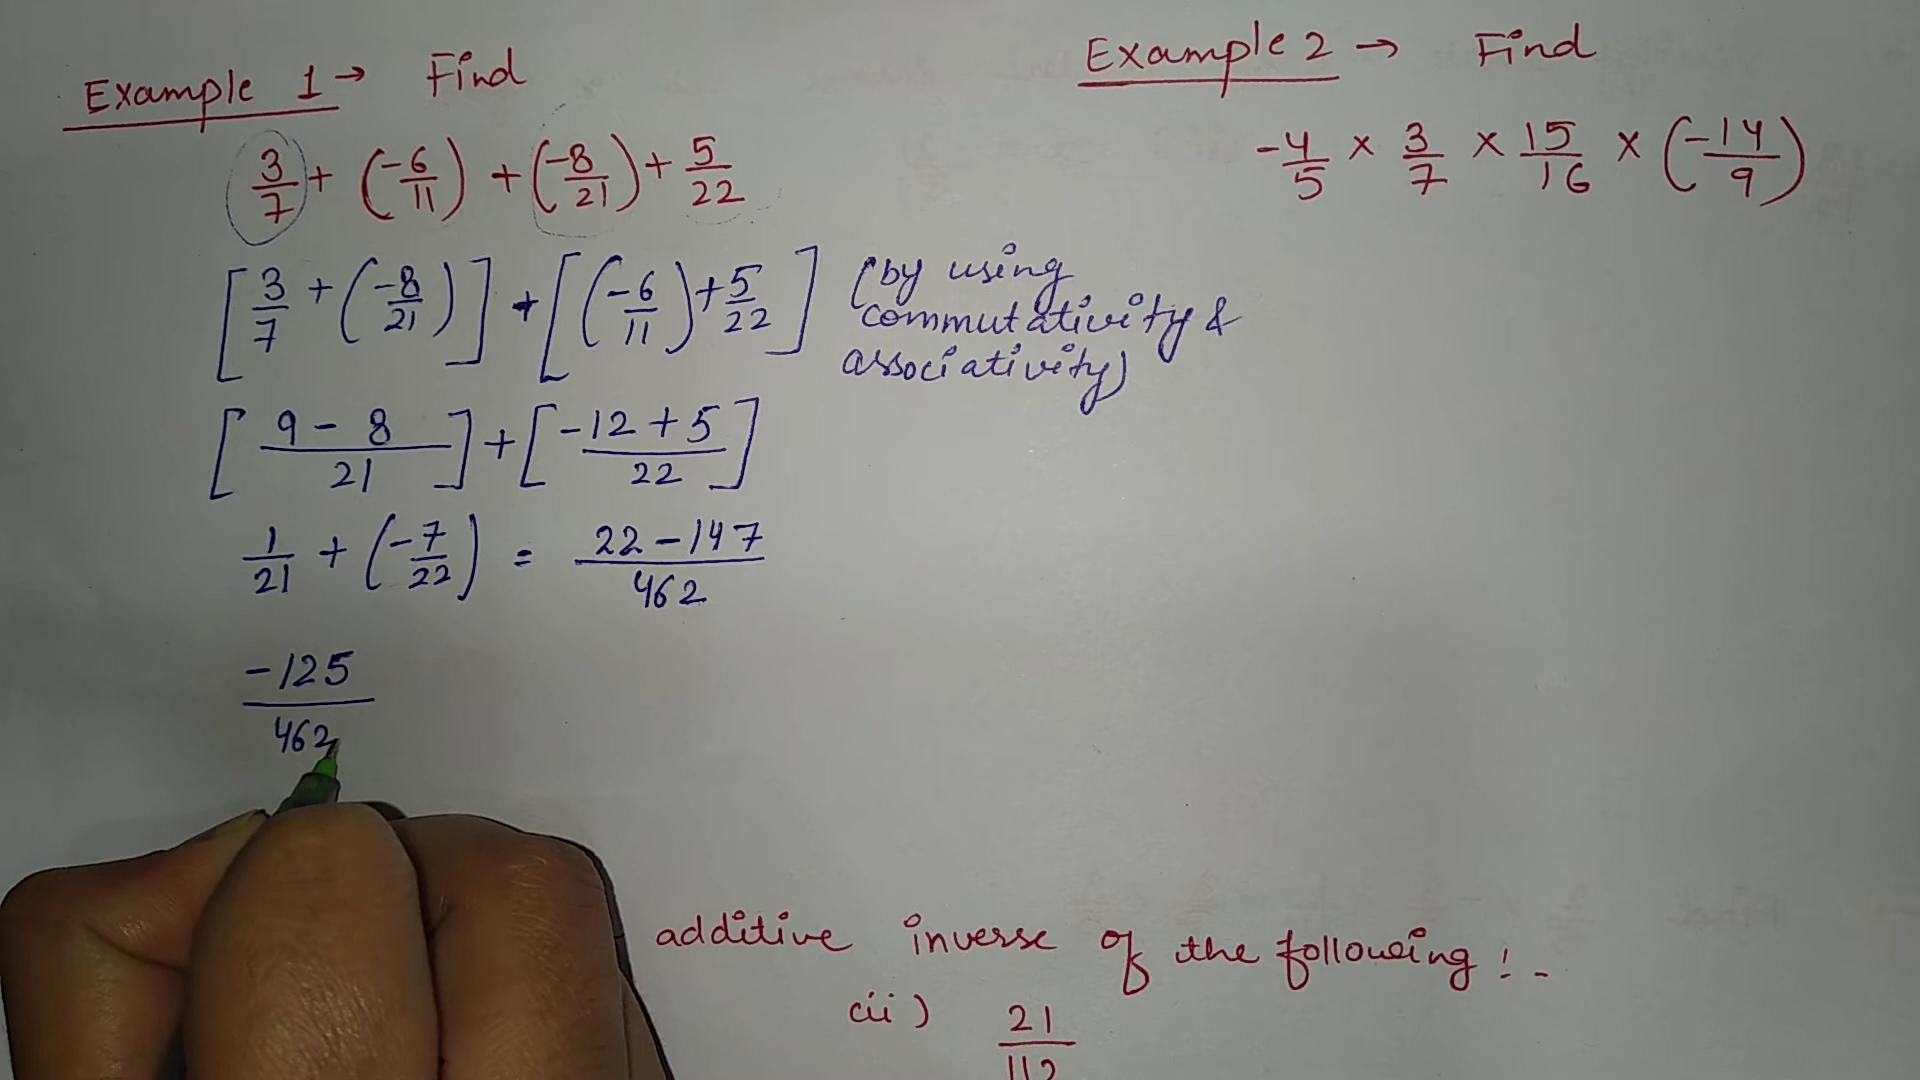 Example 1 → Find
3/7 + (-6/11) + (-8/21) + 5/22
[3/7 + (-8/21)] + [(-6/11) + 5/22] (by using
commutativity &
associativity)
[9 - 8 / 21] + [-12 + 5 / 22]
1/21 + (-7/22) = 22 - 147 / 462
-125/462
Example 2 → Find
-4/5 × 3/7 × 15/16 × (-14/9)
additive inverse of the following :-
(ii) 21/112